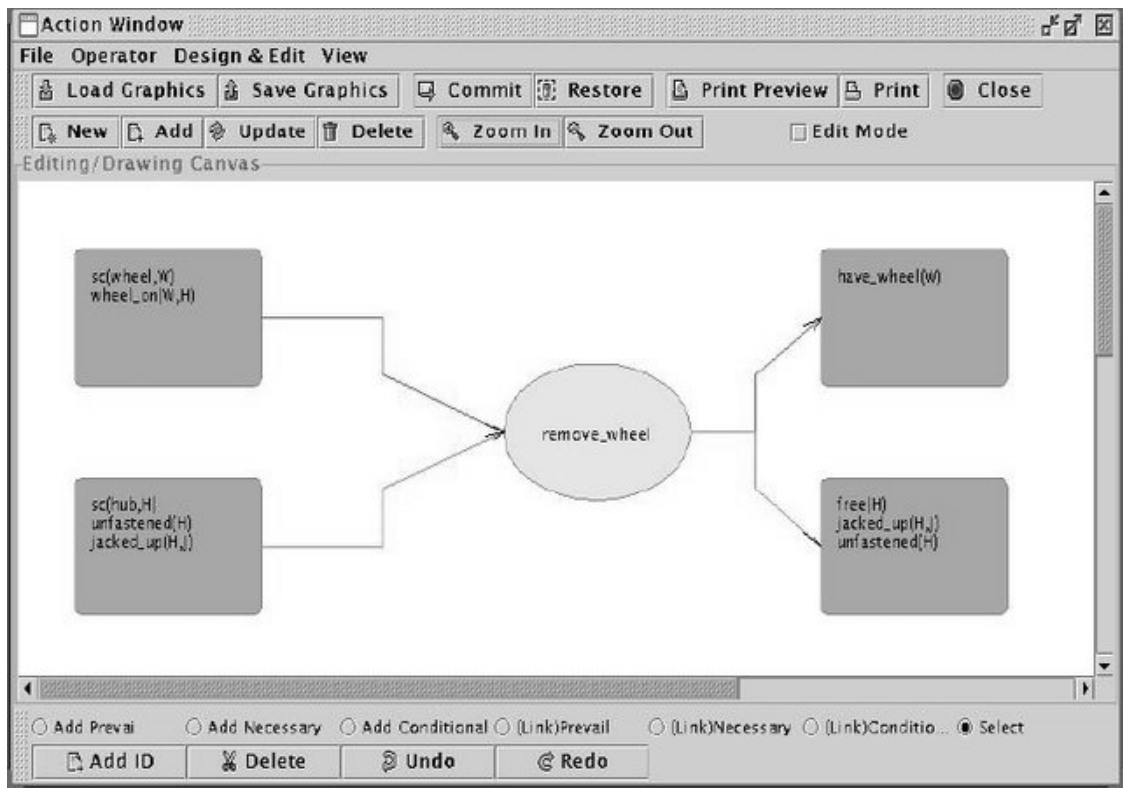 Action Window
File Operator Design & Edit View
Load Graphics Save Graphics Commit Restore Print Preview Print Close
New Add Update Delete Zoom In Zoom Out Edit Mode
Editing/Drawing Canvas
sc(wheel,W)
wheel_on(W,H)
have_wheel(W)
remove_wheel
sc(hub,H)
unfastened(H)
jacked_up(H,J)
free(H)
jacked_up(H,J)
unfastened(H)
Add Prevai Add Necessary Add Conditional (Link)Prevail (Link)Necessary (Link)Conditio... Select
Add ID Delete Undo Redo